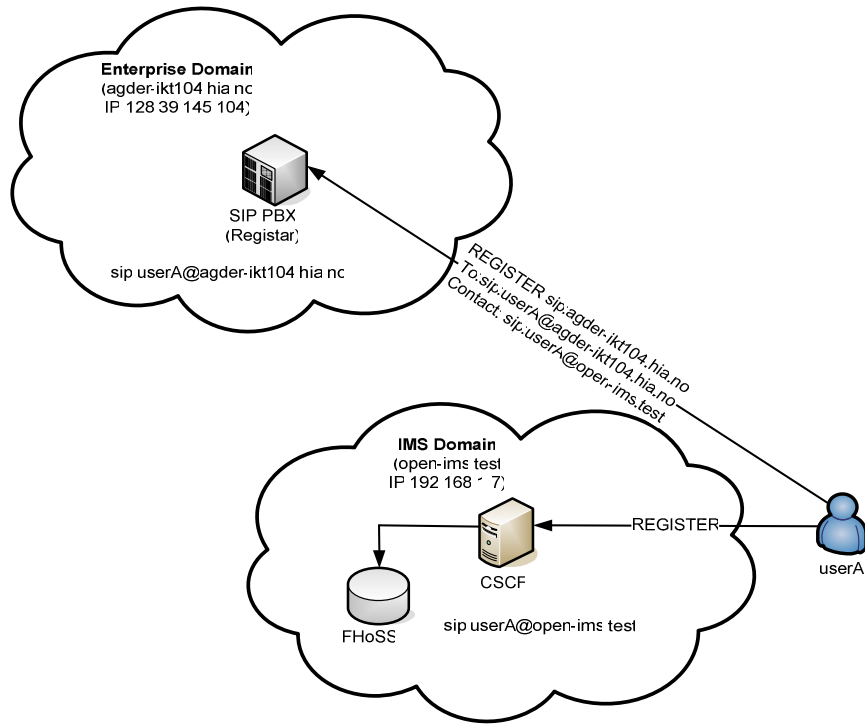 Enterprise Domain
(agder-ikt104 hia no
IP 128 39 145 104)
SIP PBX
(Registar)
sip userA@agder-ikt104 hia no
REGISTER sip:agder-ikt104.hia.no
To:sip:userA@agder-ikt104.hia.no
Contact: sip:userA@open-ims.test
IMS Domain
(open-ims test
IP 192 168 1 7)
REGISTER
userA
CSCF
FHoSS
sip userA@open-ims test